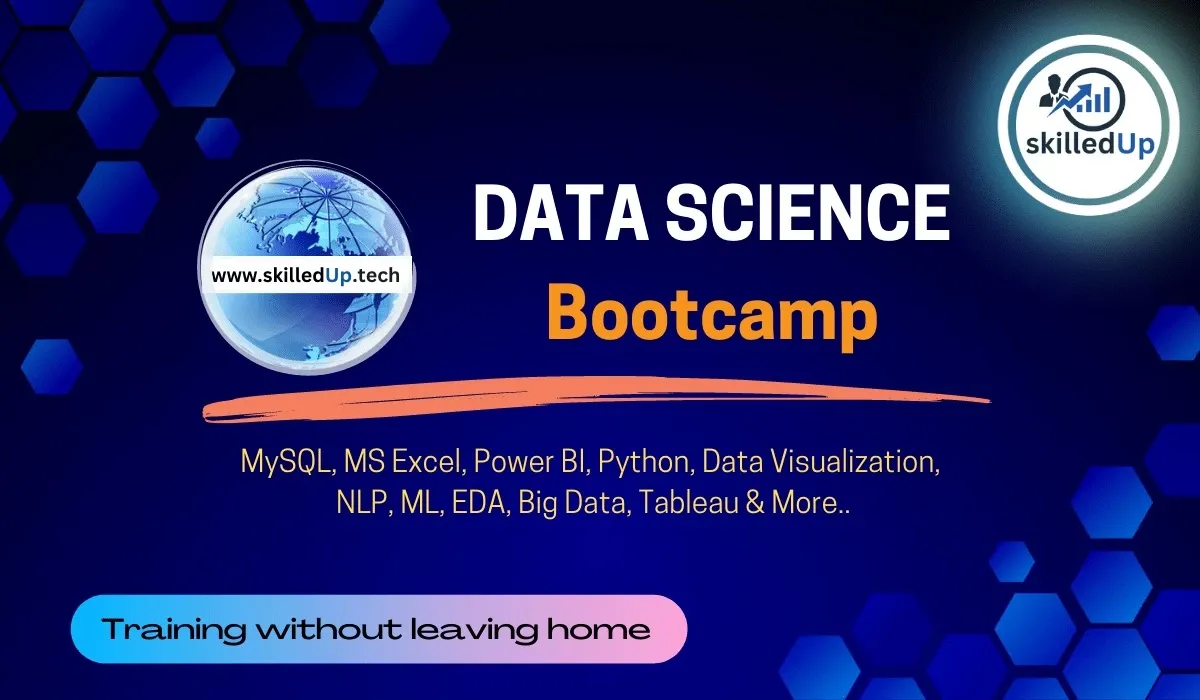 skilledUp
DATA SCIENCE
www.skilledUp.tech
Bootcamp
MySQL, MS Excel, Power BI, Python, Data Visualization,
NLP, ML, EDA, Big Data, Tableau & More..
Training without leaving home